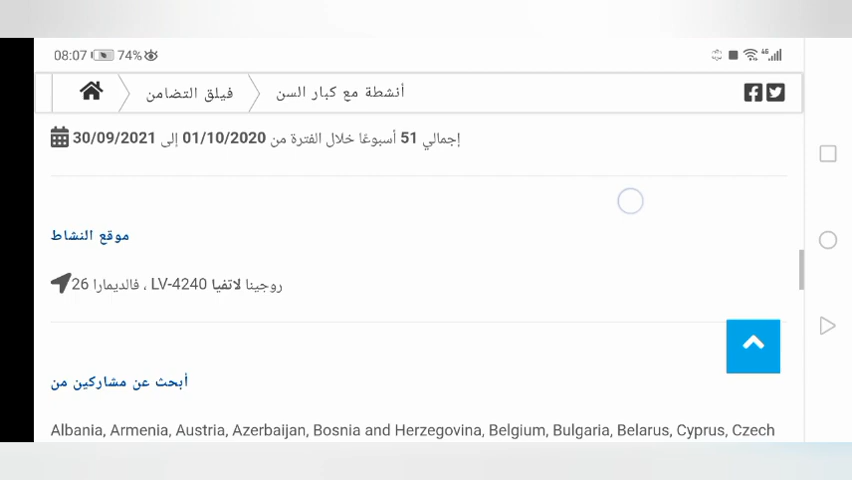 08:07 74%
فيلق التضامن
أنشطة مع كبار السن
إجمالي 51 أسبوعًا خلال الفترة من 01/10/2020 إلى 30/09/2021
موقع النشاط
روجينا لاتفيا LV-4240 ، فالديمارا 26
أبحث عن مشاركين من
Albania, Armenia, Austria, Azerbaijan, Bosnia and Herzegovina, Belgium, Bulgaria, Belarus, Cyprus, Czech